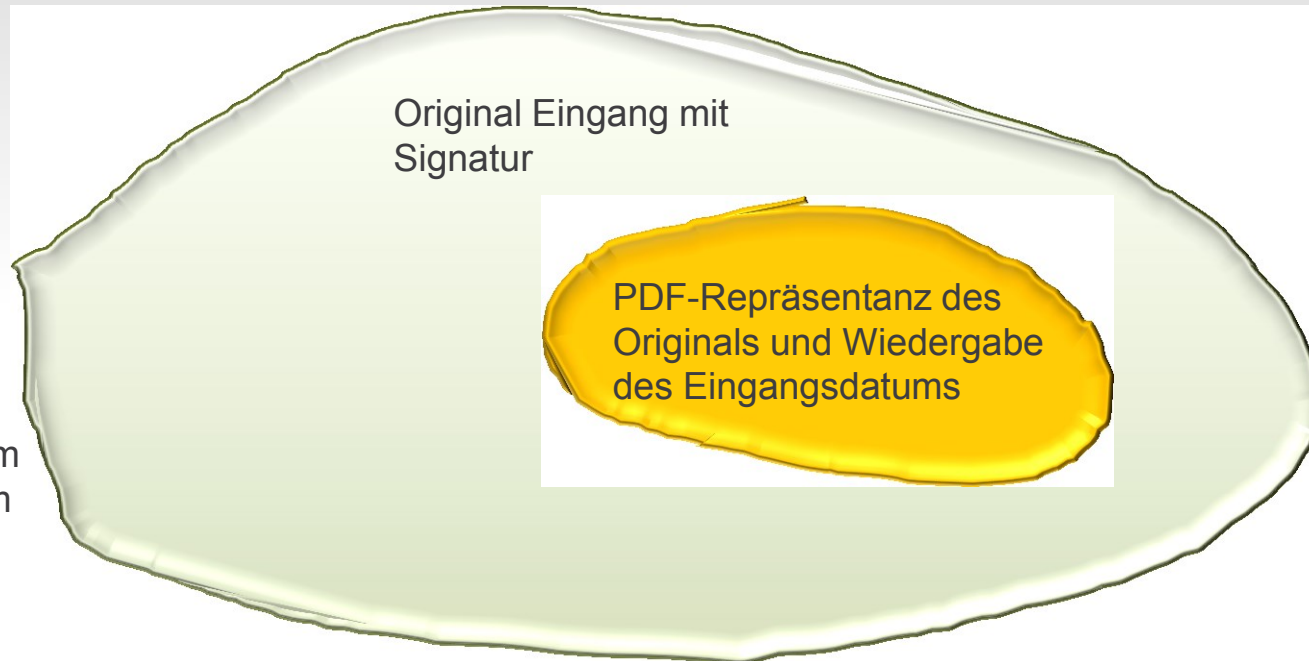 Original Eingang mit
Signatur
PDF-Repräsentanz des
Originals und Wiedergabe
des Eingangsdatums